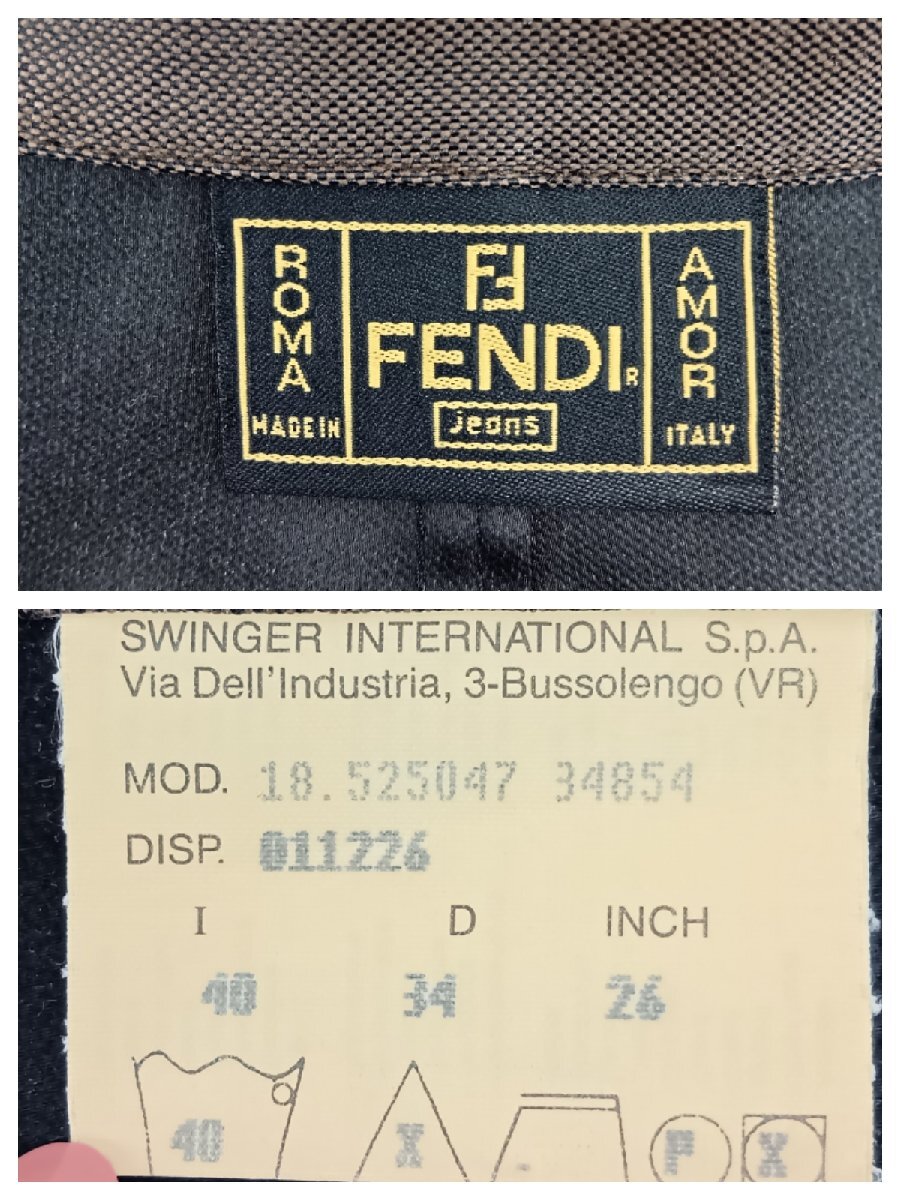 ROMA
MADE IN
FF
FENDI®
jeans
AMOR
ITALY
SWINGER INTERNATIONAL S.p.A.
Via Dell'Industria, 3-Bussolengo (VR)
MOD. 18.525047 34854
DISP. 011226
I D INCH
40 34 26
40 X P X